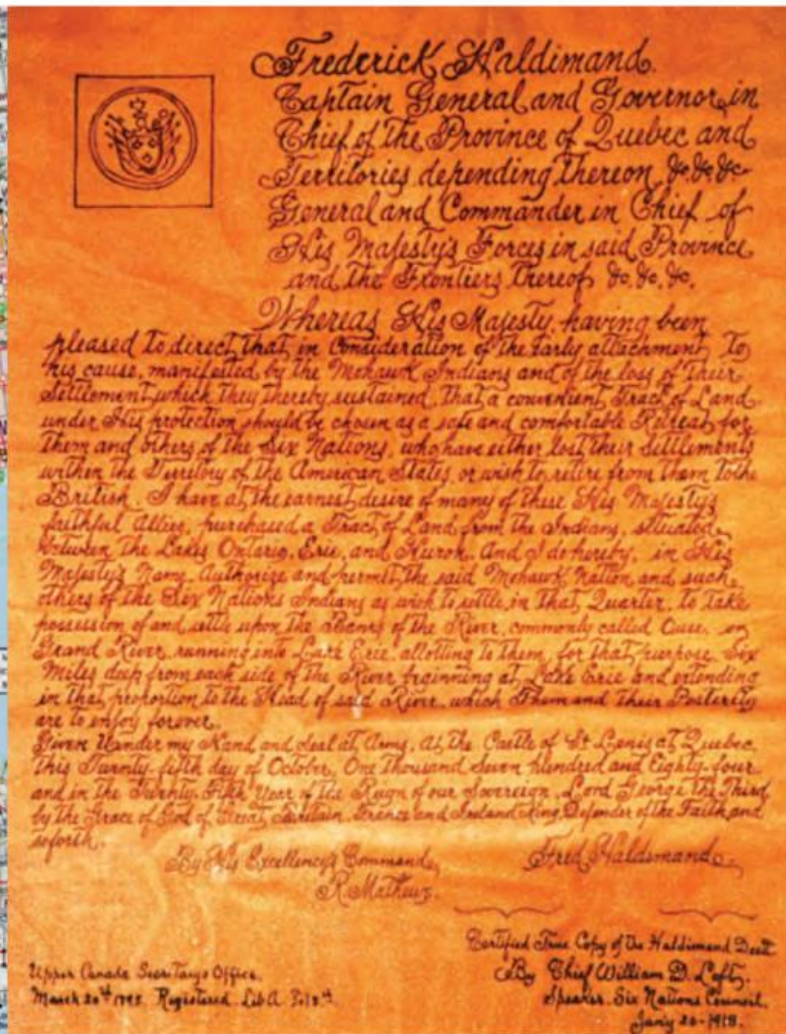 Frederick Haldimand.
Captain General and Governor in
Chief of the Province of Quebec and
Territories depending thereon, &c. &c. &c.
General and Commander in Chief of
His Majesty's Forces in said Province
and the Frontiers thereof &c. &c. &c.
Whereas His Majesty having been
pleased to direct that in Consideration of the Early attachment To
his cause, manifested by the Mohawk Indians and of the loss of their
Settlement which they thereby sustained, that a convenient Tract of Land
under His protection should be chosen as a safe and comfortable Retreat for
them and others of the Six Nations, who have either lost their Settlements
within the Territory of the American States, or wish to retire from them to the
British. I have at the earnest desire of many of these His Majesty's
faithful Allies, purchased a Tract of Land from the Indians, situated
between the Lakes Ontario, Erie, and Huron. And I do hereby, in His
Majesty's Name, Authorize and permit the said Mohawk Nation, and such
others of the Six Nations Indians as wish to settle in that Quarter, to take
possession of and settle upon the Banks of the River, commonly called Ouse, or
Grand River, running into Lake Erie, allotting to them, for that purpose, Six
Miles deep from each side of the River beginning at Lake Erie and extending
in that proportion to the Head of said River, which Them and their Posterity
are to enjoy forever.
Given Under my Hand and Seal at Arms, At the Castle of St. Lewis at Quebec,
this Twenty-fifth day of October, One thousand Seven hundred and Eighty-four
and in the Twenty-Fifth Year of the Reign of our Sovereign, Lord George the Third
by the Grace of God of Great Britain, France and Ireland King, Defender of the Faith and
soforth.
By His Excellency's Command, Fred Haldimand.
R. Mathews.
Certified True Copy of the Haldimand Deed
By Chief William D. Loft,
Speaker, Six Nations Council,
Jan'y 26-1918.
Upper Canada Secretary's Office,
March 20th 1795. Registered Lib A.